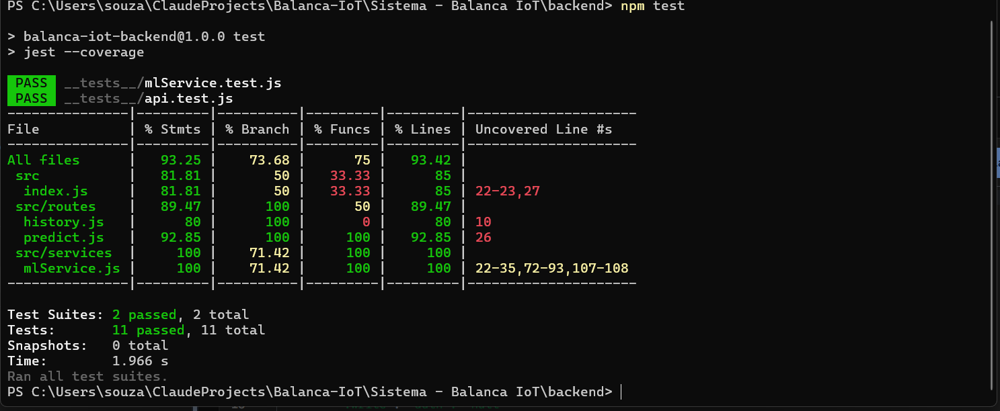 PS C:\Users\souza\ClaudeProjects\Balanca-IoT\Sistema - Balanca IoT\backend> npm test
> balanca-iot-backend@1.0.0 test
> jest --coverage
PASS __tests__/mlService.test.js
PASS __tests__/api.test.js
---------------|---------|----------|---------|---------|---------------------
File           | % Stmts | % Branch | % Funcs | % Lines | Uncovered Line #s
---------------|---------|----------|---------|---------|---------------------
All files      |   93.25 |    73.68 |      75 |   93.42 |
 src           |   81.81 |       50 |   33.33 |      85 |
  index.js     |   81.81 |       50 |   33.33 |      85 | 22-23,27
 src/routes    |   89.47 |      100 |      50 |   89.47 |
  history.js   |      80 |      100 |       0 |      80 | 10
  predict.js   |   92.85 |      100 |     100 |   92.85 | 26
 src/services  |     100 |    71.42 |     100 |     100 |
  mlService.js |     100 |    71.42 |     100 |     100 | 22-35,72-93,107-108
---------------|---------|----------|---------|---------|---------------------
Test Suites: 2 passed, 2 total
Tests:       11 passed, 11 total
Snapshots:   0 total
Time:        1.966 s
Ran all test suites.
PS C:\Users\souza\ClaudeProjects\Balanca-IoT\Sistema - Balanca IoT\backend>